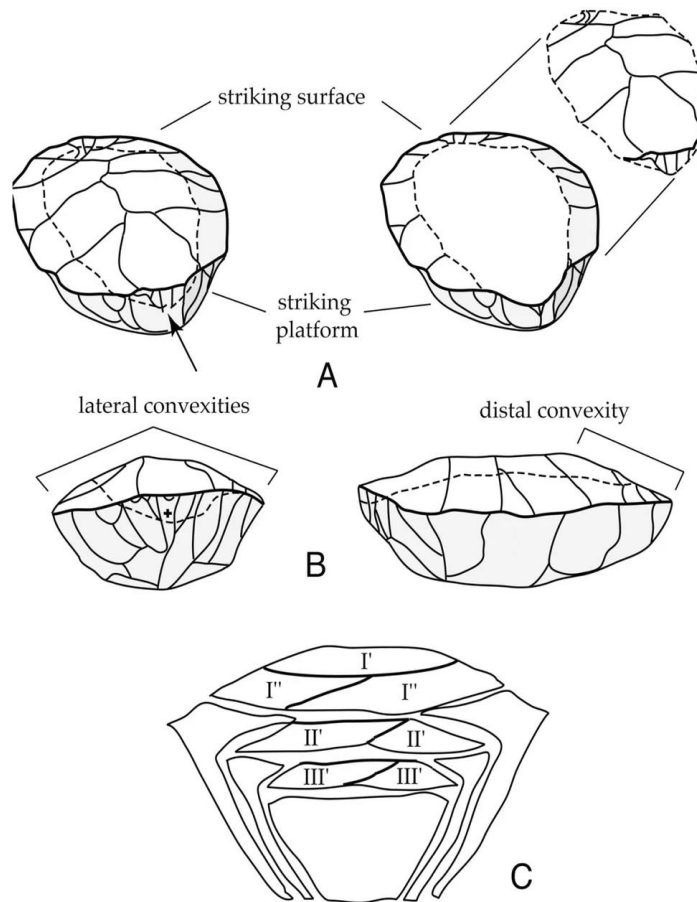 striking surface
striking
platform
A
lateral convexities
distal convexity
B
I'
I" I"
II' II'
III' III'
C